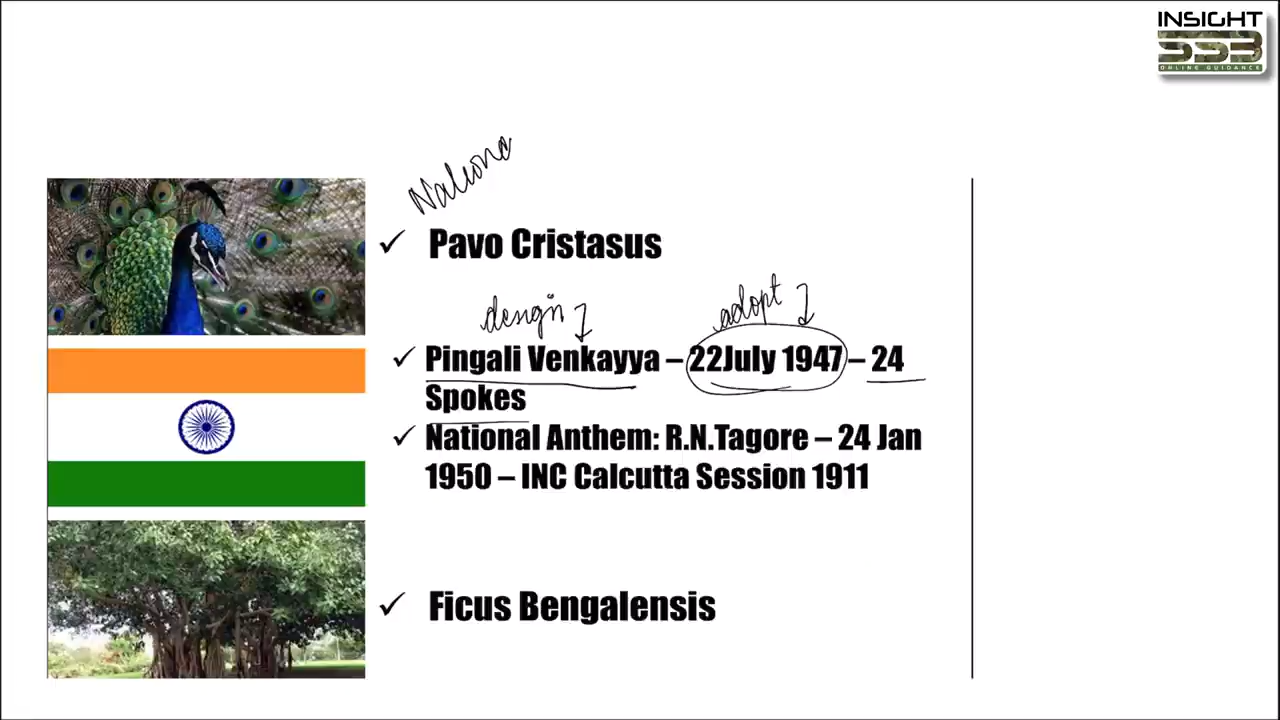 INSIGHT
SSB
ONLINE GUIDANCE
Nationa
✓ Pavo Cristasus
design adopt
✓ Pingali Venkayya – 22July 1947 – 24
Spokes
✓ National Anthem: R.N.Tagore – 24 Jan
1950 – INC Calcutta Session 1911
✓ Ficus Bengalensis